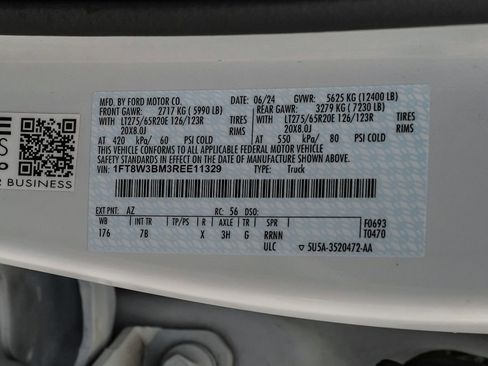 MFD. BY FORD MOTOR CO. 06/24 GVWR: 5625 KG (12400 LB)
FRONT GAWR: 2717 KG (5990 LB) REAR GAWR: 3279 KG (7230 LB)
WITH LT275/65R20E 126/123R TIRES WITH LT275/65R20E 126/123R TIRES
20X8.0J RIMS 20X8.0J RIMS
AT 420 kPa/ 60 PSI COLD AT 550 kPa/ 80 PSI COLD
THIS VEHICLE CONFORMS TO ALL APPLICABLE FEDERAL MOTOR VEHICLE
SAFETY AND THEFT PREVENTION STANDARDS IN EFFECT ON THE DATE OF MANUFACTURE SHOWN ABOVE.
VIN: 1FT8W3BM3REE11329 TYPE: Truck
EXT PNT: AZ RC: 56 DSO:
WB INT TR TP/PS R AXLE TR SPR F0693
176 7B X 3H G RRNN T0470
ULC 5U5A-3520472-AA
BUSINESS